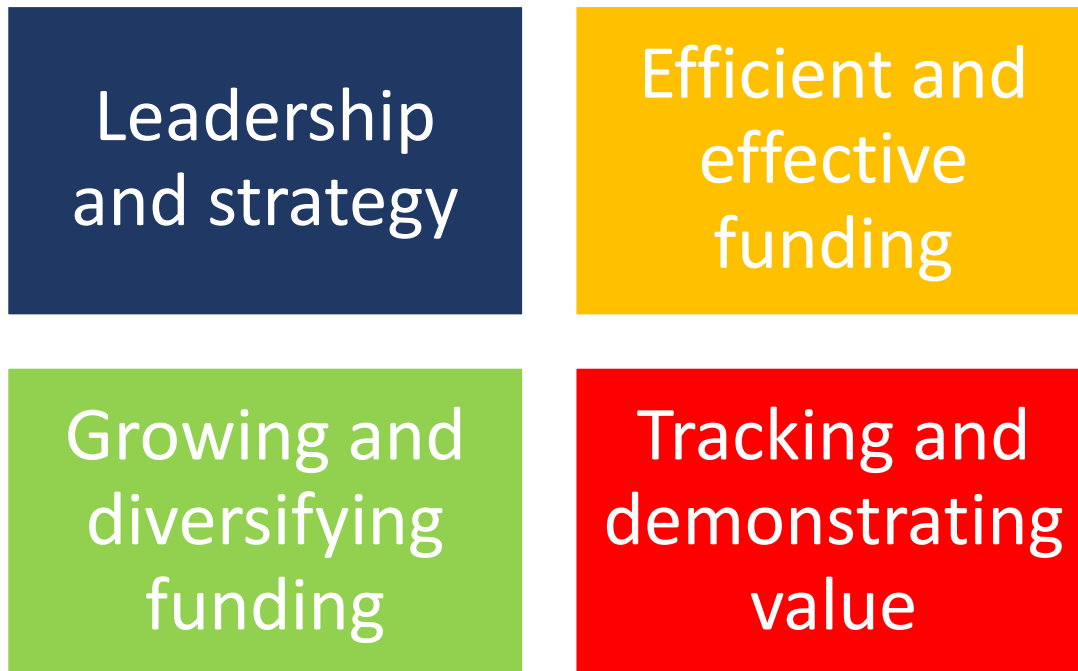 Leadership
and strategy
Efficient and
effective
funding
Growing and
diversifying
funding
Tracking and
demonstrating
value